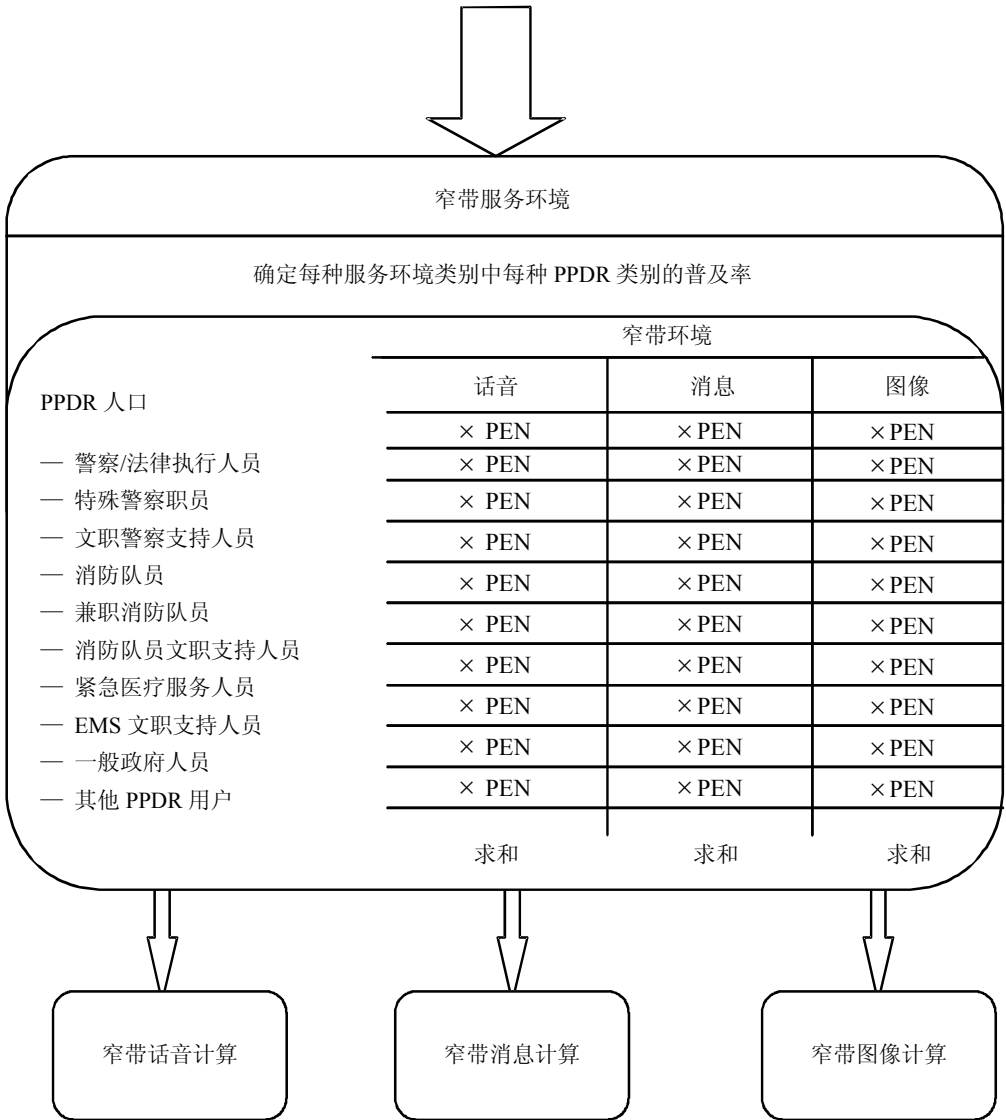 窄带服务环境
确定每种服务环境类别中每种 PPDR 类别的普及率
窄带环境
PPDR 人口
话音 消息 图像
× PEN × PEN × PEN
— 警察/法律执行人员 × PEN × PEN × PEN
— 特殊警察职员 × PEN × PEN × PEN
— 文职警察支持人员 × PEN × PEN × PEN
— 消防队员 × PEN × PEN × PEN
— 兼职消防队员 × PEN × PEN × PEN
— 消防队员文职支持人员 × PEN × PEN × PEN
— 紧急医疗服务人员 × PEN × PEN × PEN
— EMS 文职支持人员 × PEN × PEN × PEN
— 一般政府人员 × PEN × PEN × PEN
— 其他 PPDR 用户
求和 求和 求和
窄带话音计算 窄带消息计算 窄带图像计算